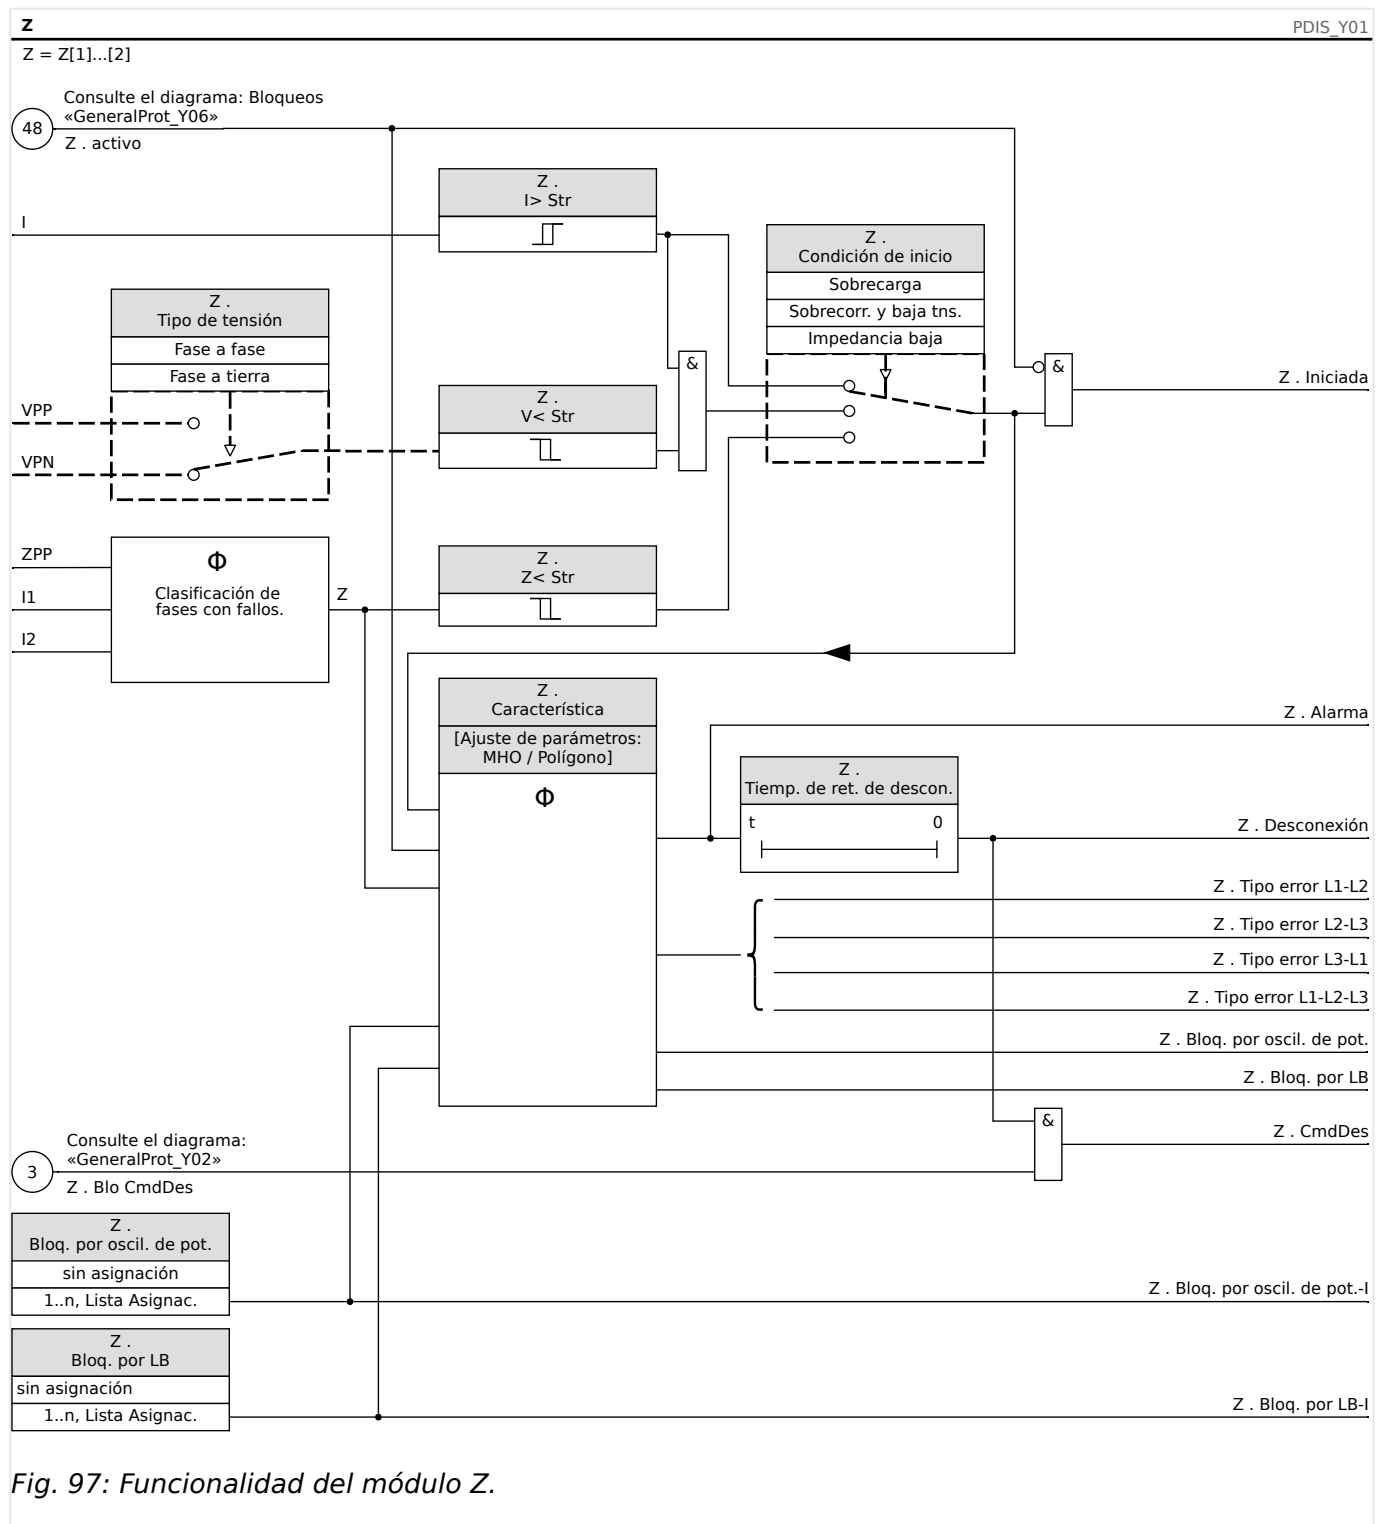 Z
PDIS_Y01
Z = Z[1]...[2]
Consulte el diagrama: Bloqueos
«GeneralProt_Y06»
48
Z . activo
Z .
I> Str
I
Z .
Condición de inicio
Sobrecarga
Sobrecorr. y baja tns.
Impedancia baja
Z .
Tipo de tensión
Fase a fase
Fase a tierra
&
&
Z . Iniciada
Z .
V< Str
VPP
VPN
ZPP
I1
I2
Φ
Clasificación de
fases con fallos.
Z
Z .
Z< Str
Z .
Característica
[Ajuste de parámetros:
MHO / Polígono]
Φ
Z . Alarma
Z .
Tiemp. de ret. de descon.
t
0
Z . Desconexión
Z . Tipo error L1-L2
Z . Tipo error L2-L3
Z . Tipo error L3-L1
Z . Tipo error L1-L2-L3
Z . Bloq. por oscil. de pot.
Z . Bloq. por LB
&
Z . CmdDes
Consulte el diagrama:
«GeneralProt_Y02»
3
Z . Blo CmdDes
Z .
Bloq. por oscil. de pot.
sin asignación
1..n, Lista Asignac.
Z . Bloq. por oscil. de pot.-I
Z .
Bloq. por LB
sin asignación
1..n, Lista Asignac.
Z . Bloq. por LB-I
Fig. 97: Funcionalidad del módulo Z.